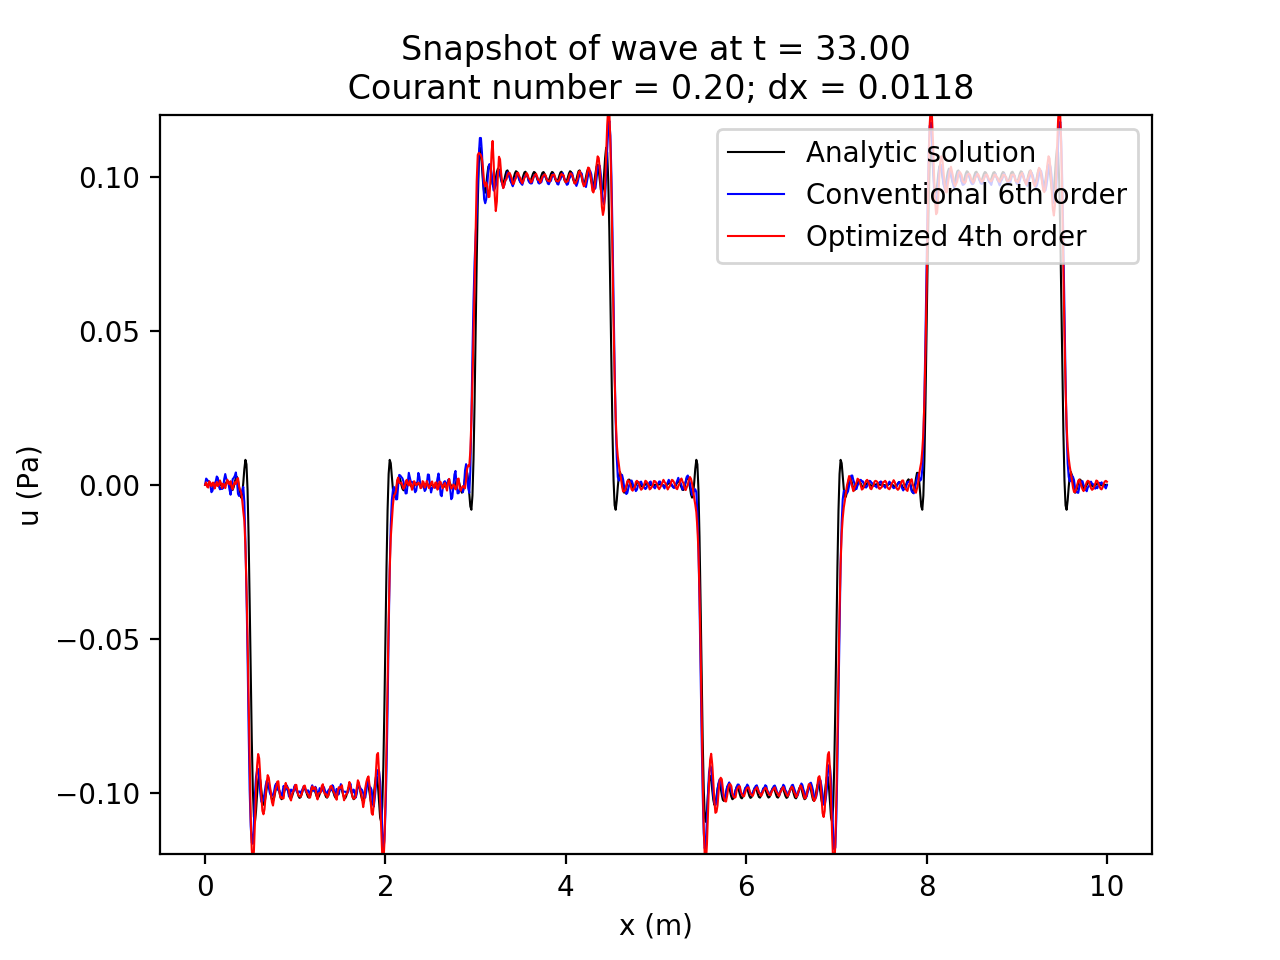 Snapshot of wave at t = 33.00
Courant number = 0.20; dx = 0.0118
Analytic solution
Conventional 6th order
Optimized 4th order
0.10
0.05
0.00
−0.05
−0.10
u (Pa)
0 2 4 6 8 10
x (m)